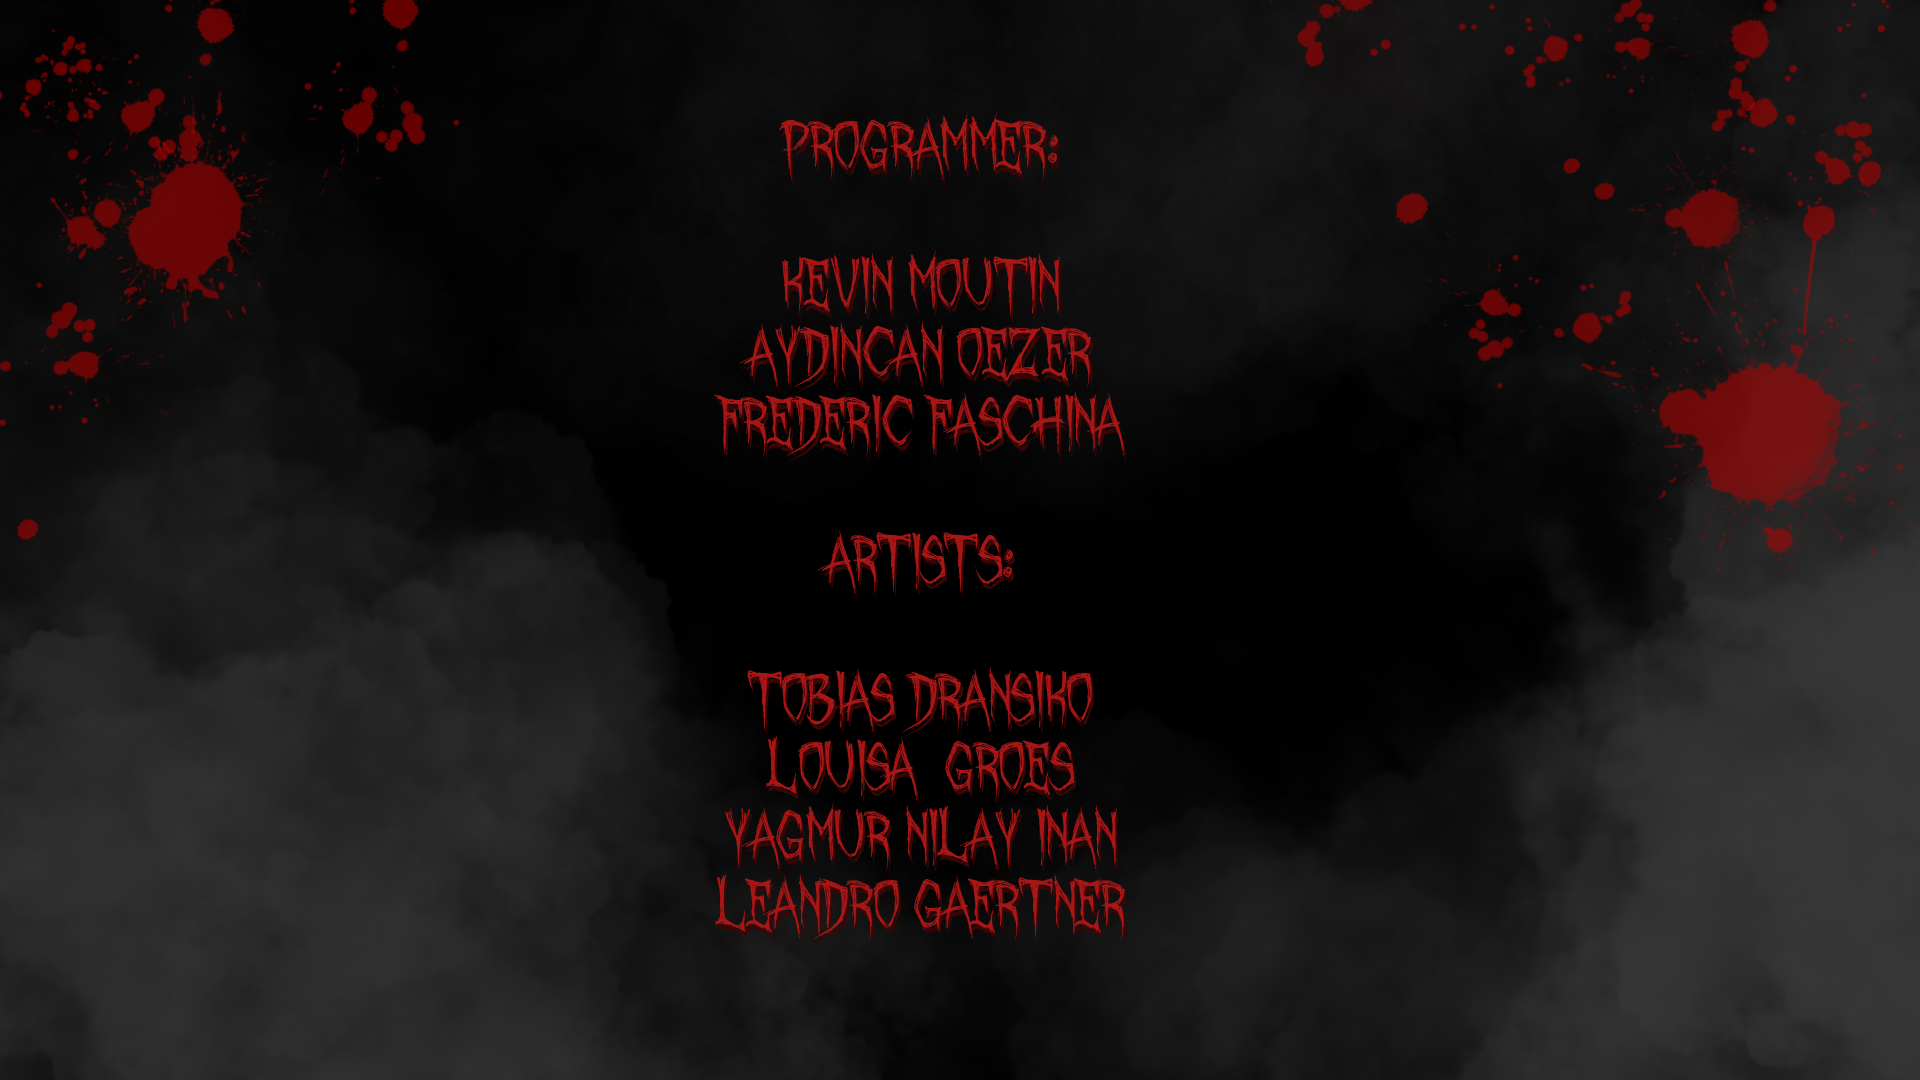 PROGRAMMER:
KEVIN MOUTIN
AYDINCAN OEZER
FREDERIC FASCHINA
ARTISTS:
TOBIAS DRANSIKO
LOUISA GROES
YAGMUR NILAY INAN
LEANDRO GAERTNER